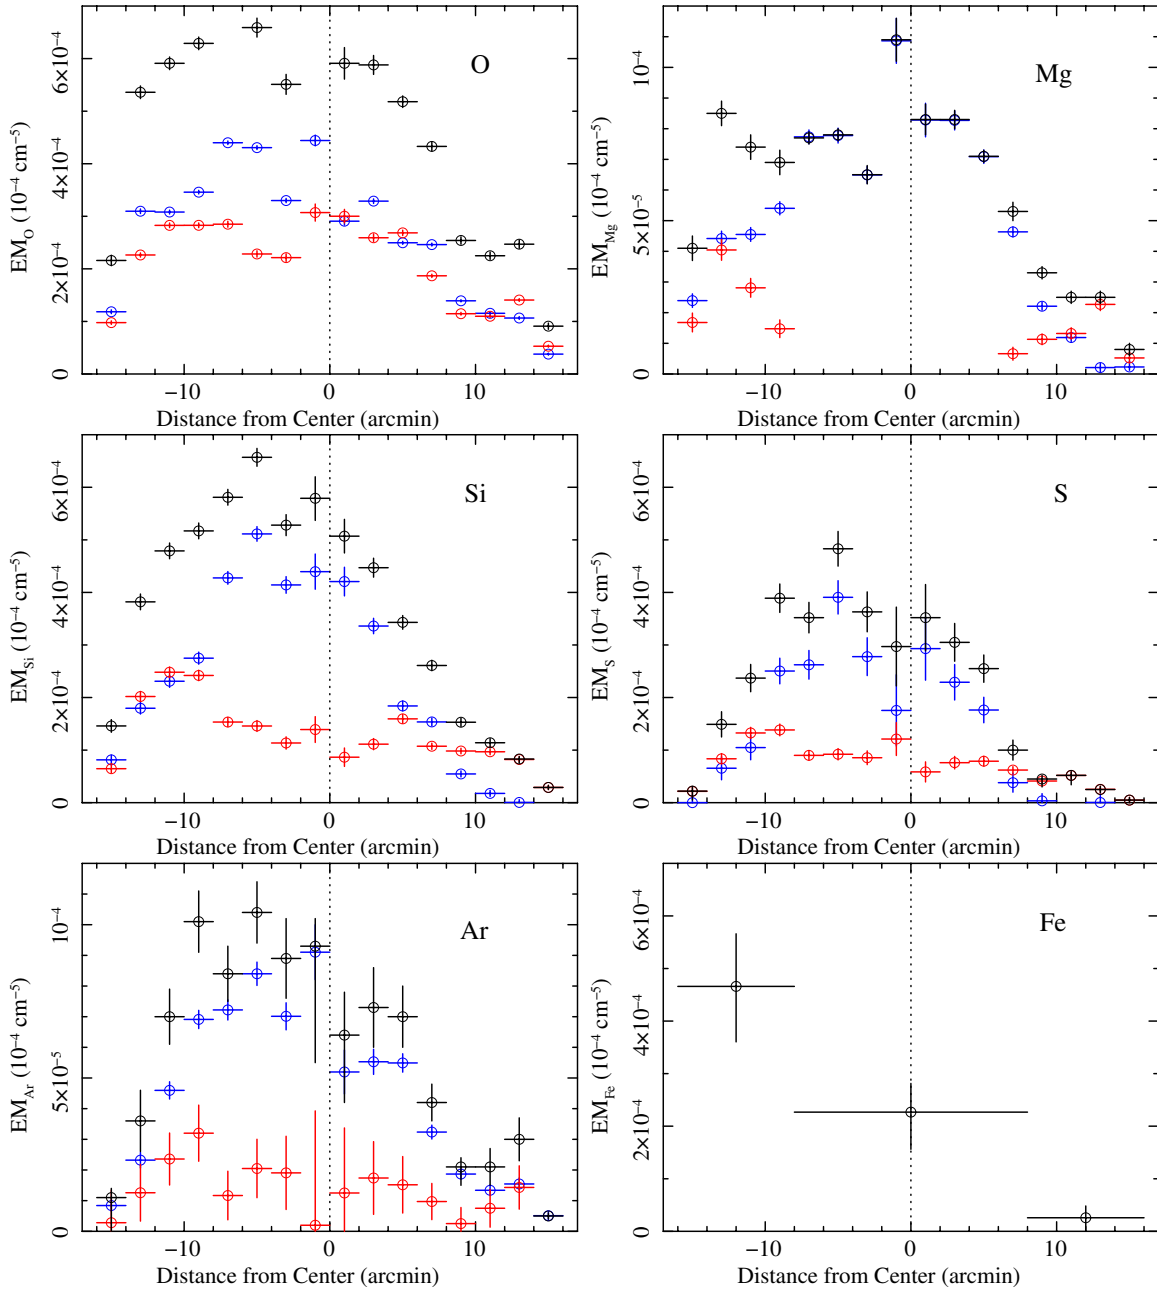 O
EM_O (10⁻⁴ cm⁻⁵)
6×10⁻⁴
4×10⁻⁴
2×10⁻⁴
0
−10 0 10
Distance from Center (arcmin)
Mg
EM_Mg (10⁻⁴ cm⁻⁵)
10⁻⁴
5×10⁻⁵
0
−10 0 10
Distance from Center (arcmin)
Si
EM_Si (10⁻⁴ cm⁻⁵)
6×10⁻⁴
4×10⁻⁴
2×10⁻⁴
0
−10 0 10
Distance from Center (arcmin)
S
EM_S (10⁻⁴ cm⁻⁵)
6×10⁻⁴
4×10⁻⁴
2×10⁻⁴
0
−10 0 10
Distance from Center (arcmin)
Ar
EM_Ar (10⁻⁴ cm⁻⁵)
10⁻⁴
5×10⁻⁵
0
−10 0 10
Distance from Center (arcmin)
Fe
EM_Fe (10⁻⁴ cm⁻⁵)
6×10⁻⁴
4×10⁻⁴
2×10⁻⁴
0
−10 0 10
Distance from Center (arcmin)